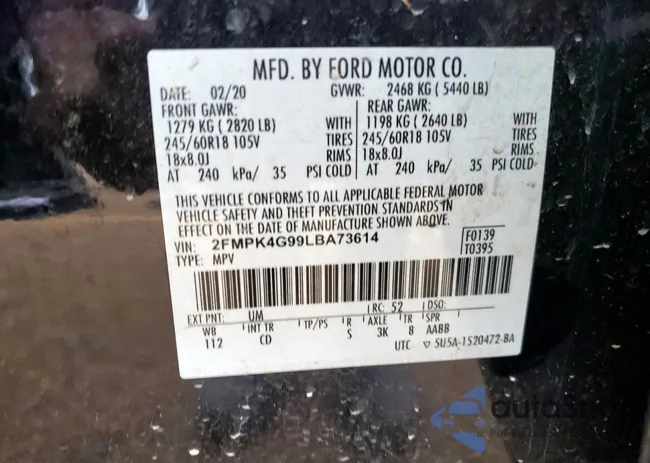 MFD. BY FORD MOTOR CO.
DATE: 02/20 GVWR: 2468 KG ( 5440 LB)
FRONT GAWR: REAR GAWR:
1279 KG ( 2820 LB) WITH 1198 KG ( 2640 LB) WITH
245/60R18 105V TIRES 245/60R18 105V TIRES
18x8.0J RIMS 18x8.0J RIMS
AT 240 kPa/ 35 PSI COLD AT 240 kPa/ 35 PSI COLD
THIS VEHICLE CONFORMS TO ALL APPLICABLE FEDERAL MOTOR
VEHICLE SAFETY AND THEFT PREVENTION STANDARDS IN
EFFECT ON THE DATE OF MANUFACTURE SHOWN ABOVE.
VIN: 2FMPK4G99LBA73614 F0139
TYPE: MPV T0395
EXT PNT: UM RC: 52 DSO:
WB INT TR TP/PS R AXLE TR SPR
112 CD S 3K 8 AABB
UTC ▽ 5U5A-1520472-BA